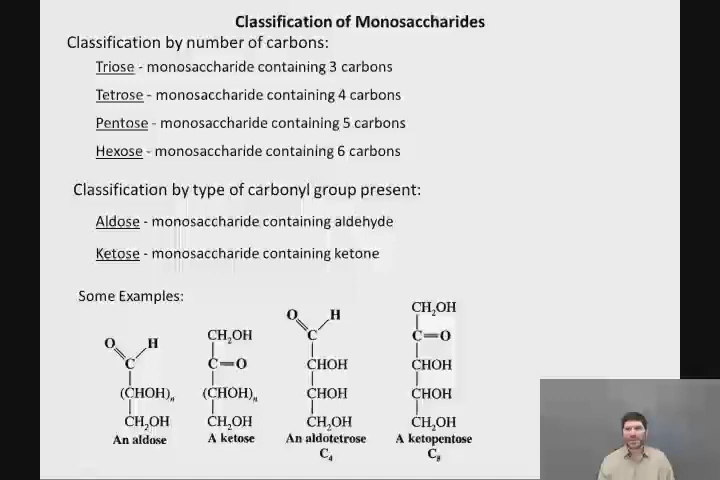 Classification of Monosaccharides
Classification by number of carbons:
Triose - monosaccharide containing 3 carbons
Tetrose - monosaccharide containing 4 carbons
Pentose - monosaccharide containing 5 carbons
Hexose - monosaccharide containing 6 carbons
Classification by type of carbonyl group present:
Aldose - monosaccharide containing aldehyde
Ketose - monosaccharide containing ketone
Some Examples:
O H
C
(CHOH)n
CH₂OH
An aldose
CH₂OH
C=O
(CHOH)n
CH₂OH
A ketose
O H
C
CHOH
CHOH
CH₂OH
An aldotetrose
C₄
CH₂OH
C=O
CHOH
CHOH
CH₂OH
A ketopentose
C₅